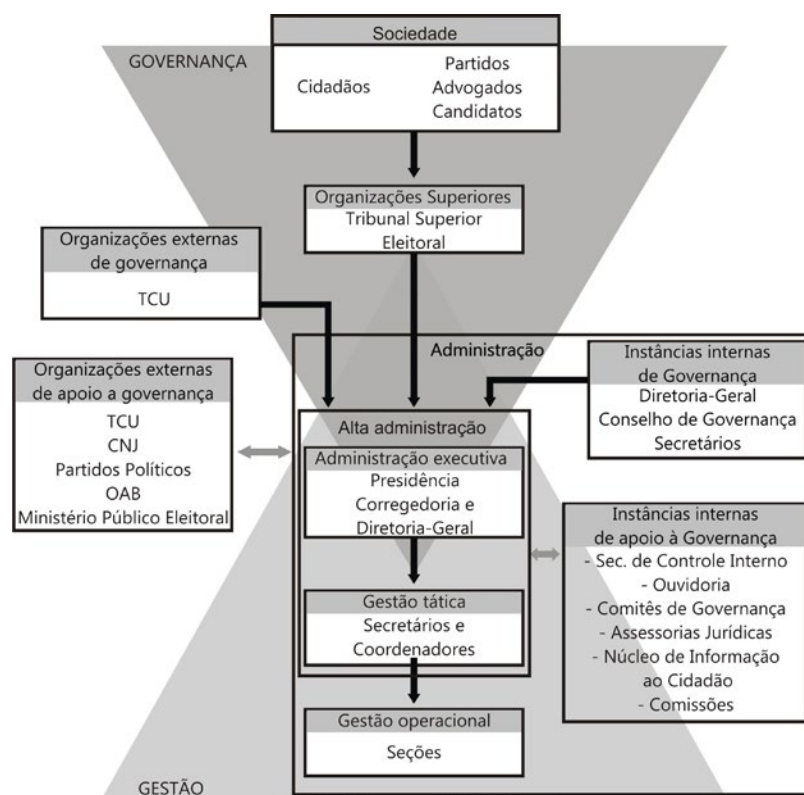 GOVERNANÇA
Sociedade
Cidadãos
Partidos
Advogados
Candidatos
Organizações Superiores
Tribunal Superior
Eleitoral
Organizações externas
de governança
TCU
Administração
Organizações externas
de apoio a governança
TCU
CNJ
Partidos Políticos
OAB
Ministério Público Eleitoral
Instâncias internas
de Governança
Diretoria-Geral
Conselho de Governança
Secretários
Alta administração
Administração executiva
Presidência
Corregedoria e
Diretoria-Geral
Instâncias internas
de apoio à Governança
- Sec. de Controle Interno
- Ouvidoria
- Comitês de Governança
- Assessorias Jurídicas
- Núcleo de Informação
ao Cidadão
- Comissões
Gestão tática
Secretários e
Coordenadores
Gestão operacional
Seções
GESTÃO